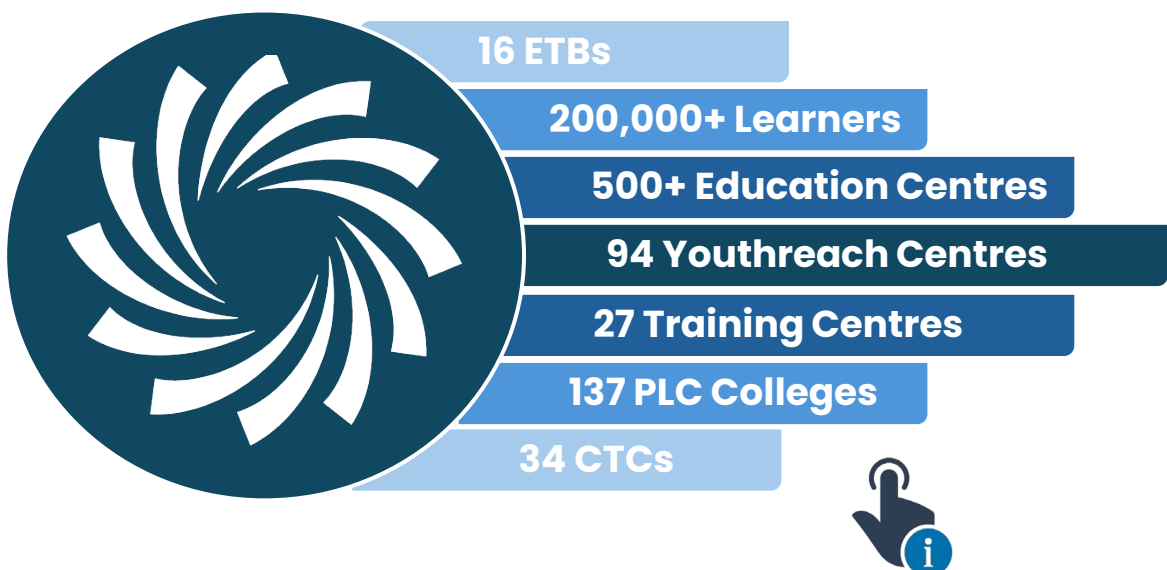 16 ETBs
200,000+ Learners
500+ Education Centres
94 Youthreach Centres
27 Training Centres
137 PLC Colleges
34 CTCs
i